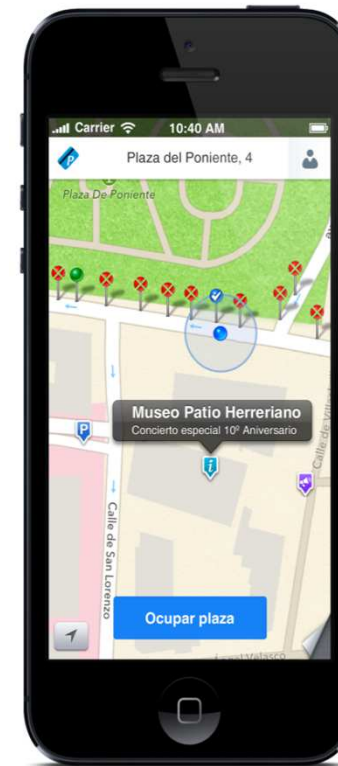 Carrier 10:40 AM
Plaza del Poniente, 4
Plaza De Poniente
Museo Patio Herreriano
Concierto especial 10º Aniversario
P
i
Calle de San
Lorenzo
Ocupar plaza